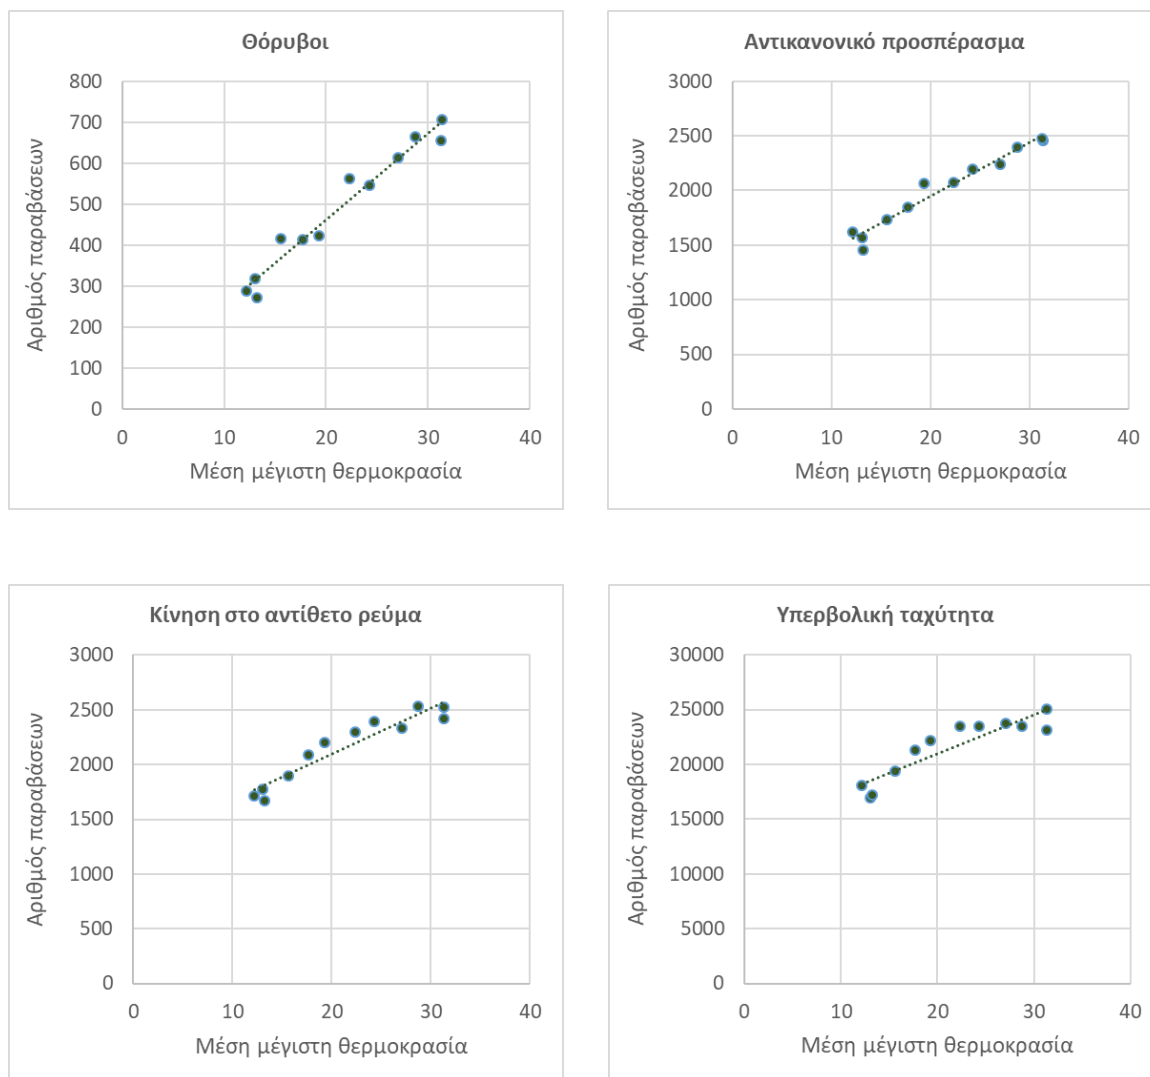 Θόρυβοι
800
700
600
500
400
300
200
100
0
0 10 20 30 40
Αριθμός παραβάσεων
Μέση μέγιστη θερμοκρασία
Αντικανονικό προσπέρασμα
3000
2500
2000
1500
1000
500
0
0 10 20 30 40
Αριθμός παραβάσεων
Μέση μέγιστη θερμοκρασία
Κίνηση στο αντίθετο ρεύμα
3000
2500
2000
1500
1000
500
0
0 10 20 30 40
Αριθμός παραβάσεων
Μέση μέγιστη θερμοκρασία
Υπερβολική ταχύτητα
30000
25000
20000
15000
10000
5000
0
0 10 20 30 40
Αριθμός παραβάσεων
Μέση μέγιστη θερμοκρασία